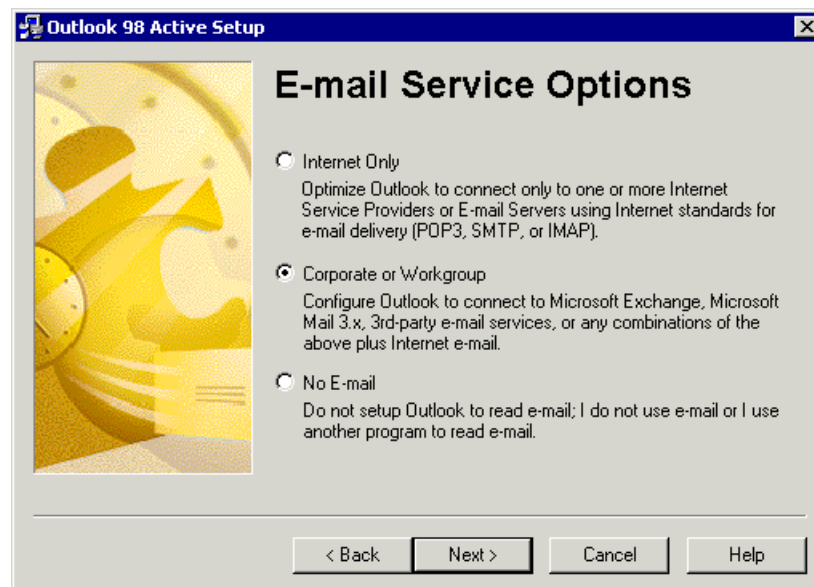 Outlook 98 Active Setup
E-mail Service Options
Internet Only
Optimize Outlook to connect only to one or more Internet
Service Providers or E-mail Servers using Internet standards for
e-mail delivery (POP3, SMTP, or IMAP).
Corporate or Workgroup
Configure Outlook to connect to Microsoft Exchange, Microsoft
Mail 3.x, 3rd-party e-mail services, or any combinations of the
above plus Internet e-mail.
No E-mail
Do not setup Outlook to read e-mail; I do not use e-mail or I use
another program to read e-mail.
< Back Next > Cancel Help